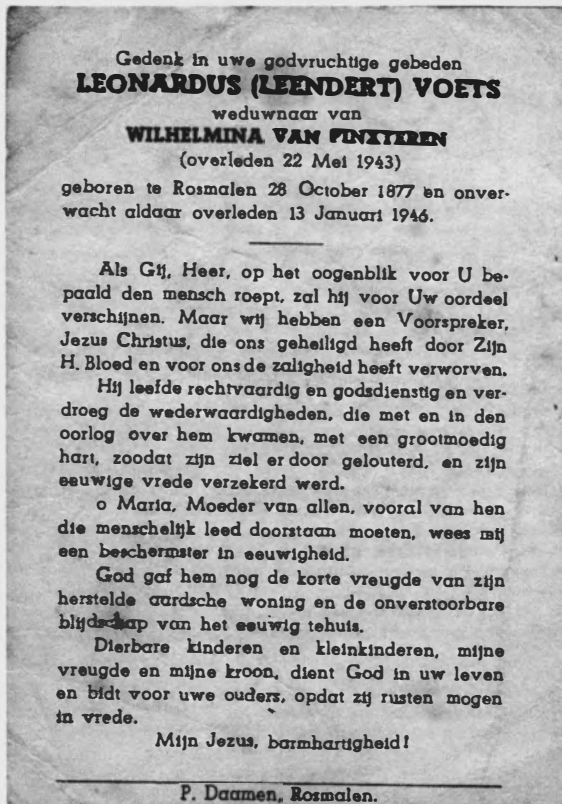 Gedenk in uwe godvruchtige gebeden
LEONARDUS (LEENDERT) VOETS
weduwnaar van
WILHELMINA VAN FINXTEREN
(overleden 22 Mei 1943)
geboren te Rosmalen 28 October 1877 en onver-
wacht aldaar overleden 13 Januari 1946.
Als Gij, Heer, op het oogenblik voor U be-
paald den mensch roept, zal hij voor Uw oordeel
verschijnen. Maar wij hebben een Voorspreker,
Jezus Christus, die ons geheiligd heeft door Zijn
H. Bloed en voor ons de zaligheid heeft verworven.
Hij leefde rechtvaardig en godsdienstig en ver-
droeg de wederwaardigheden, die met en in den
oorlog over hem kwamen, met een grootmoedig
hart, zoodat zijn ziel er door gelouterd, en zijn
eeuwige vrede verzekerd werd.
o Maria, Moeder van allen, vooral van hen
die menschelijk leed doorstaan moeten, wees mij
een beschermster in eeuwigheid.
God gaf hem nog de korte vreugde van zijn
herstelde aardsche woning en de onverstoorbare
blijdschap van het eeuwig tehuis.
Dierbare kinderen en kleinkinderen, mijne
vreugde en mijne kroon, dient God in uw leven
en bidt voor uwe ouders, opdat zij rusten mogen
in vrede.
Mijn Jezus, barmhartigheid!
P. Daamen, Rosmalen.